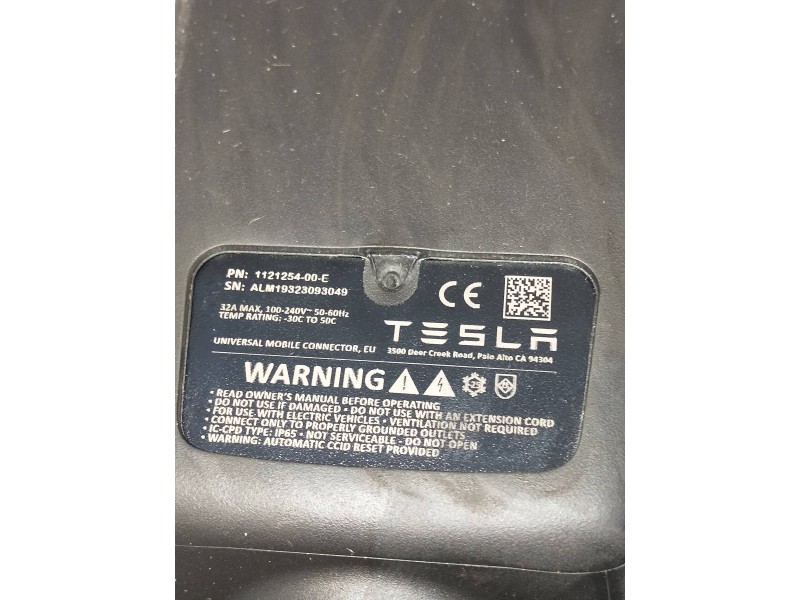 PN: 1121254-00-E
SN: ALM19323093049
32A MAX, 100-240V~ 50-60Hz
TEMP RATING: -30C TO 50C
UNIVERSAL MOBILE CONNECTOR, EU
CE
TESLA
3500 Deer Creek Road, Palo Alto CA 94304
WARNING
• READ OWNER'S MANUAL BEFORE OPERATING
• DO NOT USE IF DAMAGED • DO NOT USE WITH AN EXTENSION CORD
• FOR USE WITH ELECTRIC VEHICLES • VENTILATION NOT REQUIRED
• CONNECT ONLY TO PROPERLY GROUNDED OUTLETS
• IC-CPD TYPE: IP65 • NOT SERVICEABLE - DO NOT OPEN
• WARNING: AUTOMATIC CCID RESET PROVIDED